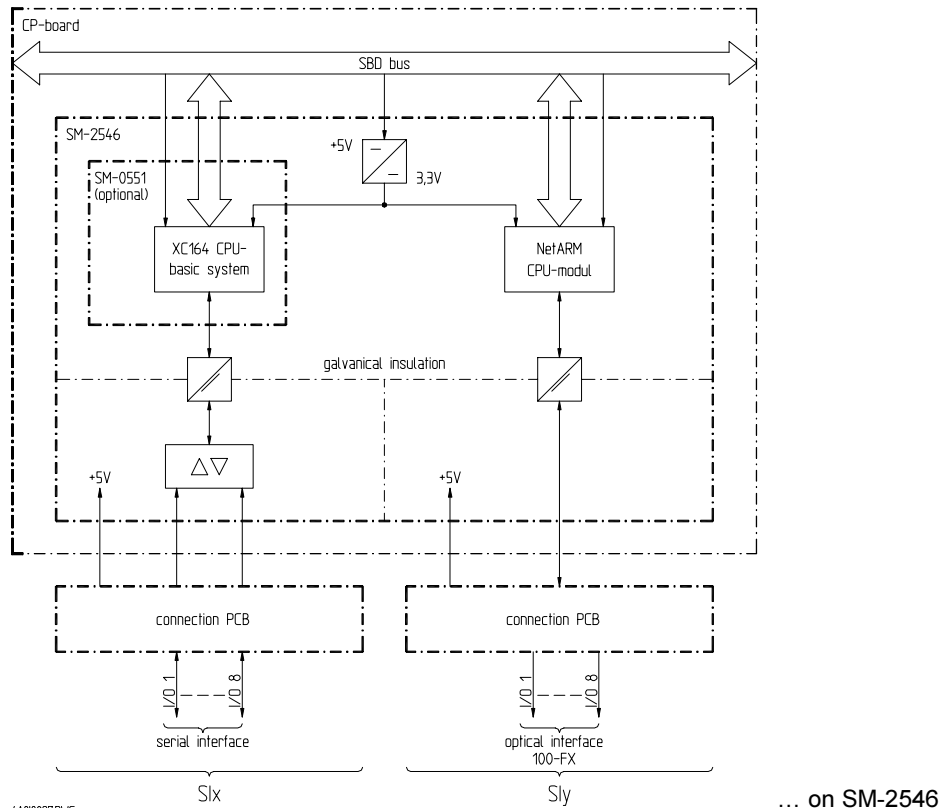 CP-board
SBD bus
SM-2546
+5V
3,3V
SM-0551
(optional)
XC164 CPU-
basic system
NetARM
CPU-modul
galvanical insulation
+5V
+5V
connection PCB
connection PCB
I/O 1
I/O 8
I/O 1
I/O 8
serial interface
optical interface
100-FX
SIx
SIy
… on SM-2546